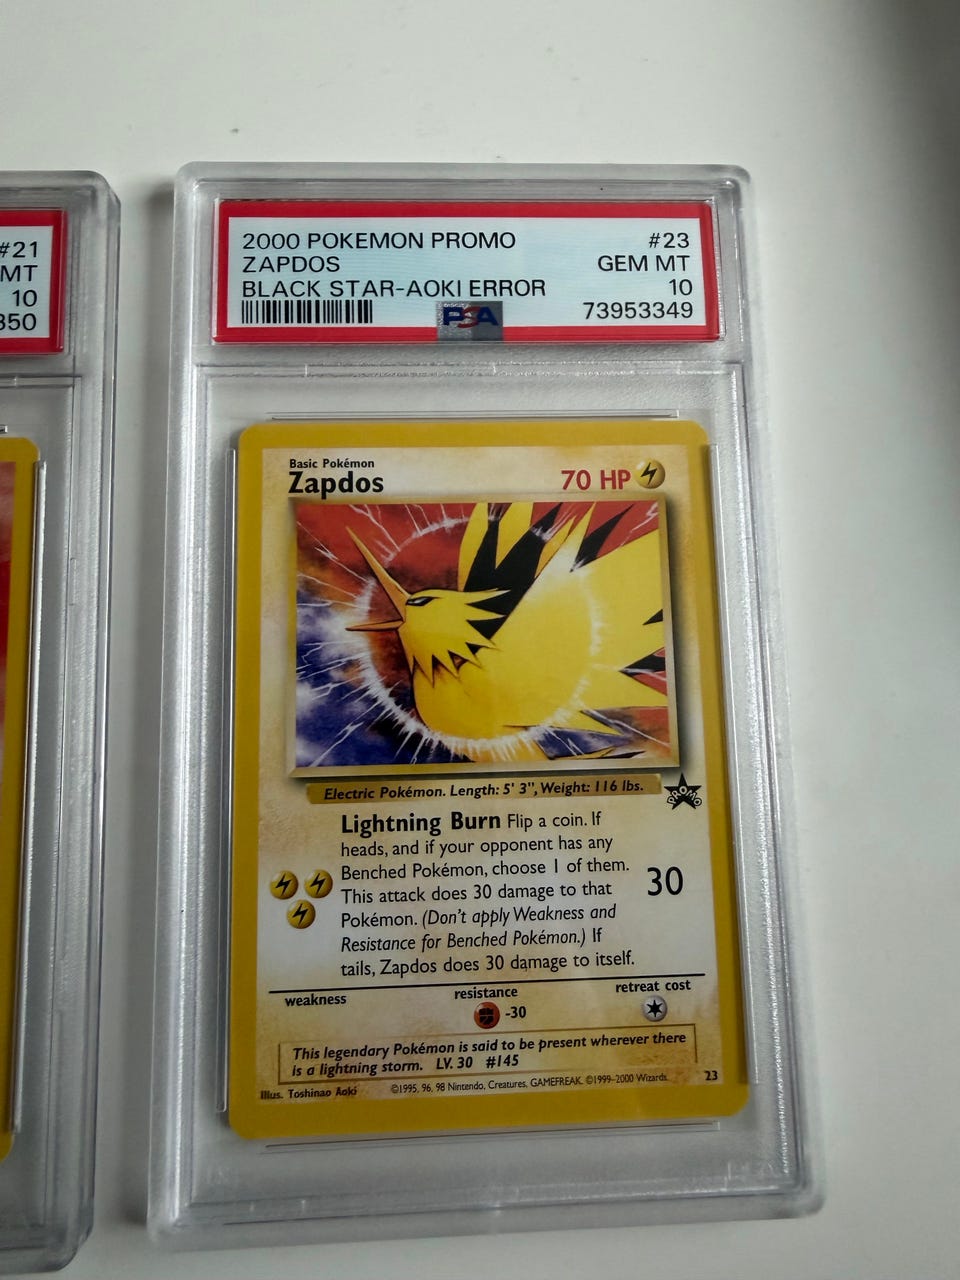 #21
MT
10
350
2000 POKEMON PROMO #23
ZAPDOS GEM MT
BLACK STAR-AOKI ERROR 10
PSA 73953349
Basic Pokémon
Zapdos 70 HP
Electric Pokémon. Length: 5' 3", Weight: 116 lbs.
PROMO
Lightning Burn Flip a coin. If
heads, and if your opponent has any
Benched Pokémon, choose 1 of them.
This attack does 30 damage to that
Pokémon. (Don't apply Weakness and
Resistance for Benched Pokémon.) If
tails, Zapdos does 30 damage to itself.
30
weakness resistance retreat cost
-30
This legendary Pokémon is said to be present wherever there
is a lightning storm. LV. 30 #145
Illus. Toshinao Aoki ©1995, 96, 98 Nintendo, Creatures, GAMEFREAK. ©1999-2000 Wizards. 23